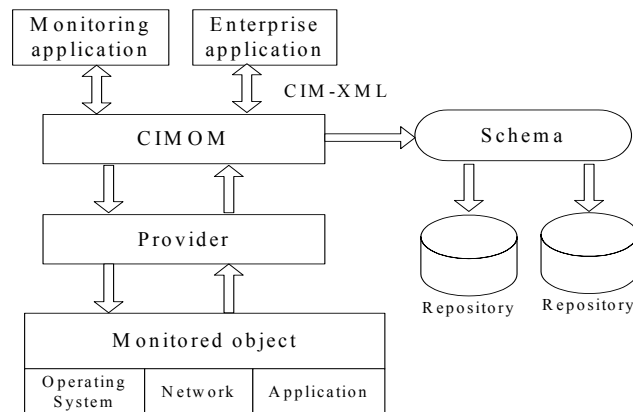 Monitoring
application
Enterprise
application
CIM-XML
CIMOM
Schema
Provider
Repository
Repository
Monitored object
Operating
System
Network
Application